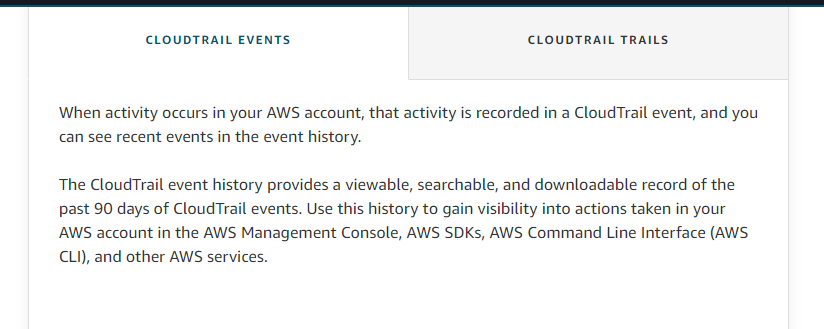 CLOUDTRAIL EVENTS
CLOUDTRAIL TRAILS
When activity occurs in your AWS account, that activity is recorded in a CloudTrail event, and you
can see recent events in the event history.
The CloudTrail event history provides a viewable, searchable, and downloadable record of the
past 90 days of CloudTrail events. Use this history to gain visibility into actions taken in your
AWS account in the AWS Management Console, AWS SDKs, AWS Command Line Interface (AWS
CLI), and other AWS services.